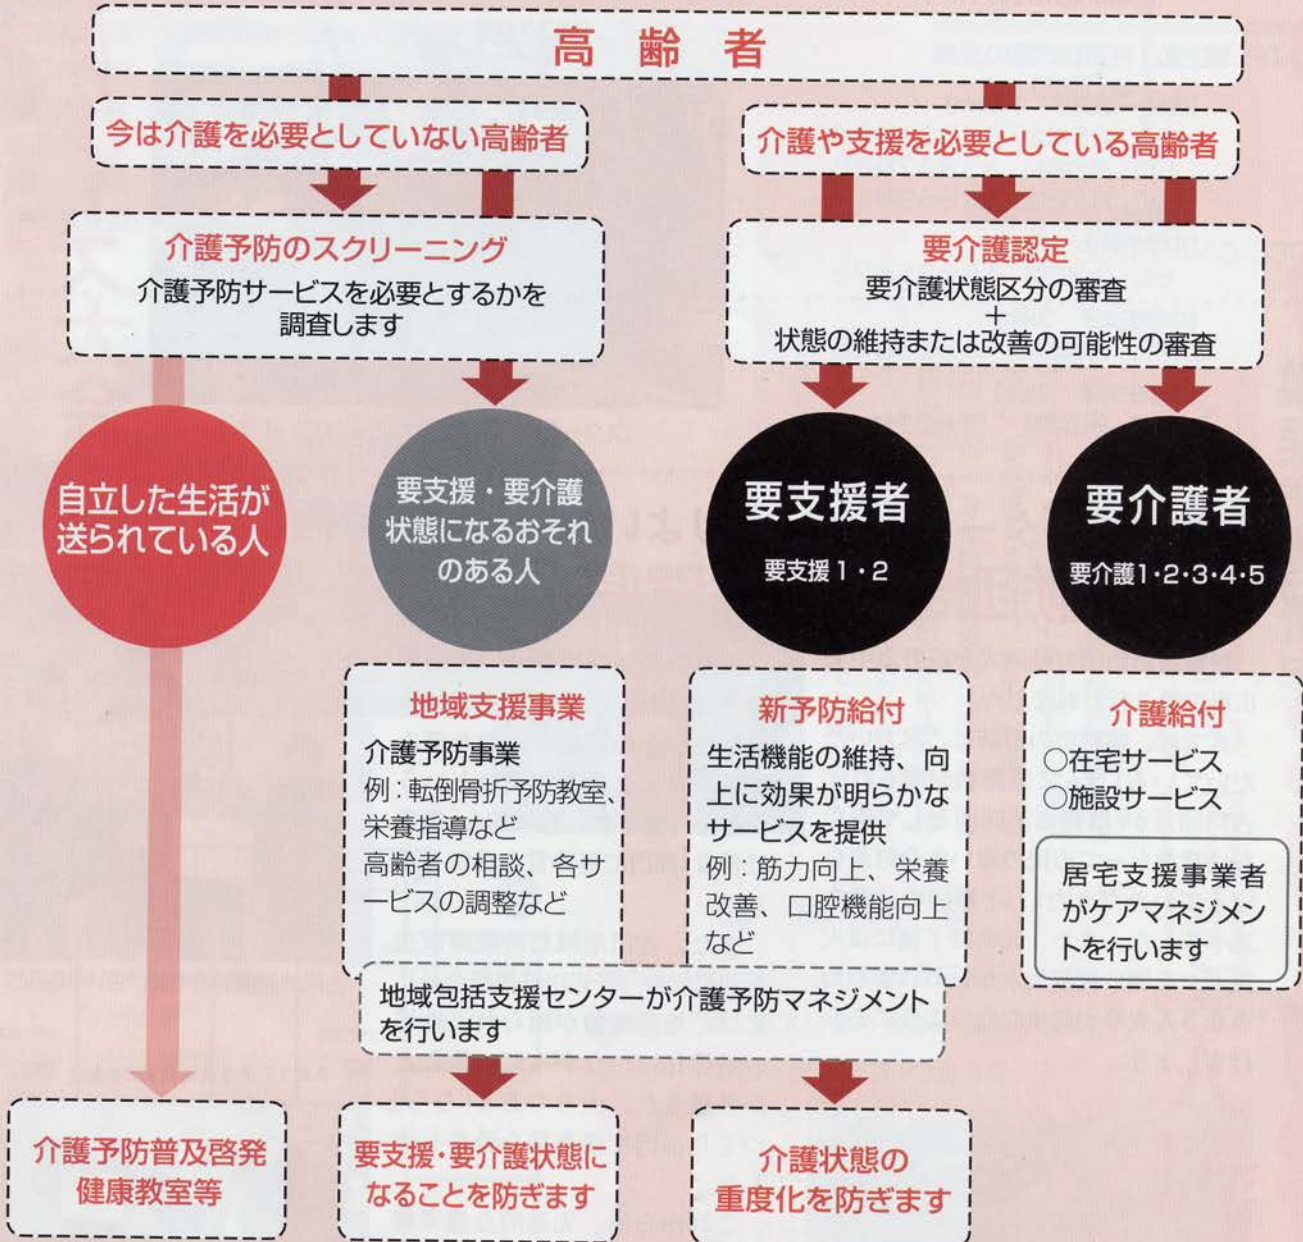 高齢者
今は介護を必要としていない高齢者
介護や支援を必要としている高齢者
介護予防のスクリーニング
介護予防サービスを必要とするかを
調査します
要介護認定
要介護状態区分の審査
+
状態の維持または改善の可能性の審査
自立した生活が
送られている人
要支援・要介護
状態になるおそれ
のある人
要支援者
要支援1・2
要介護者
要介護1・2・3・4・5
地域支援事業
介護予防事業
例:転倒骨折予防教室、
栄養指導など
高齢者の相談、各サ
ービスの調整など
新予防給付
生活機能の維持、向
上に効果が明らかな
サービスを提供
例:筋力向上、栄養
改善、口腔機能向上
など
介護給付
○在宅サービス
○施設サービス
居宅支援事業者
がケアマネジメン
トを行います
地域包括支援センターが介護予防マネジメント
を行います
介護予防普及啓発
健康教室等
要支援・要介護状態に
なることを防ぎます
介護状態の
重度化を防ぎます